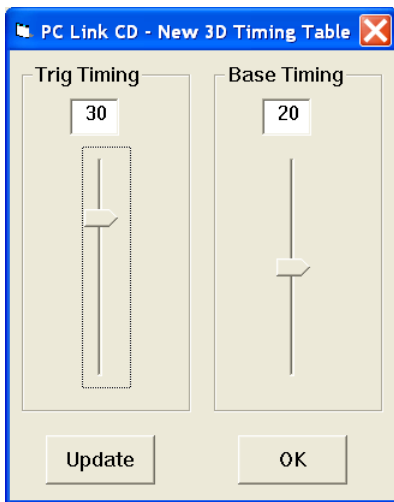 PC Link CD - New 3D Timing Table
Trig Timing
Base Timing
30
20
Update
OK